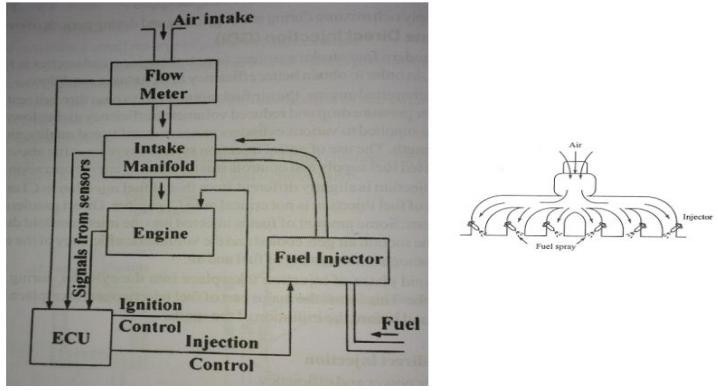 Air intake
Flow
Meter
Intake
Manifold
Engine
Signals from sensors
Fuel Injector
Ignition
Control
ECU
Injection
Control
Fuel
Air
Injector
Fuel spray